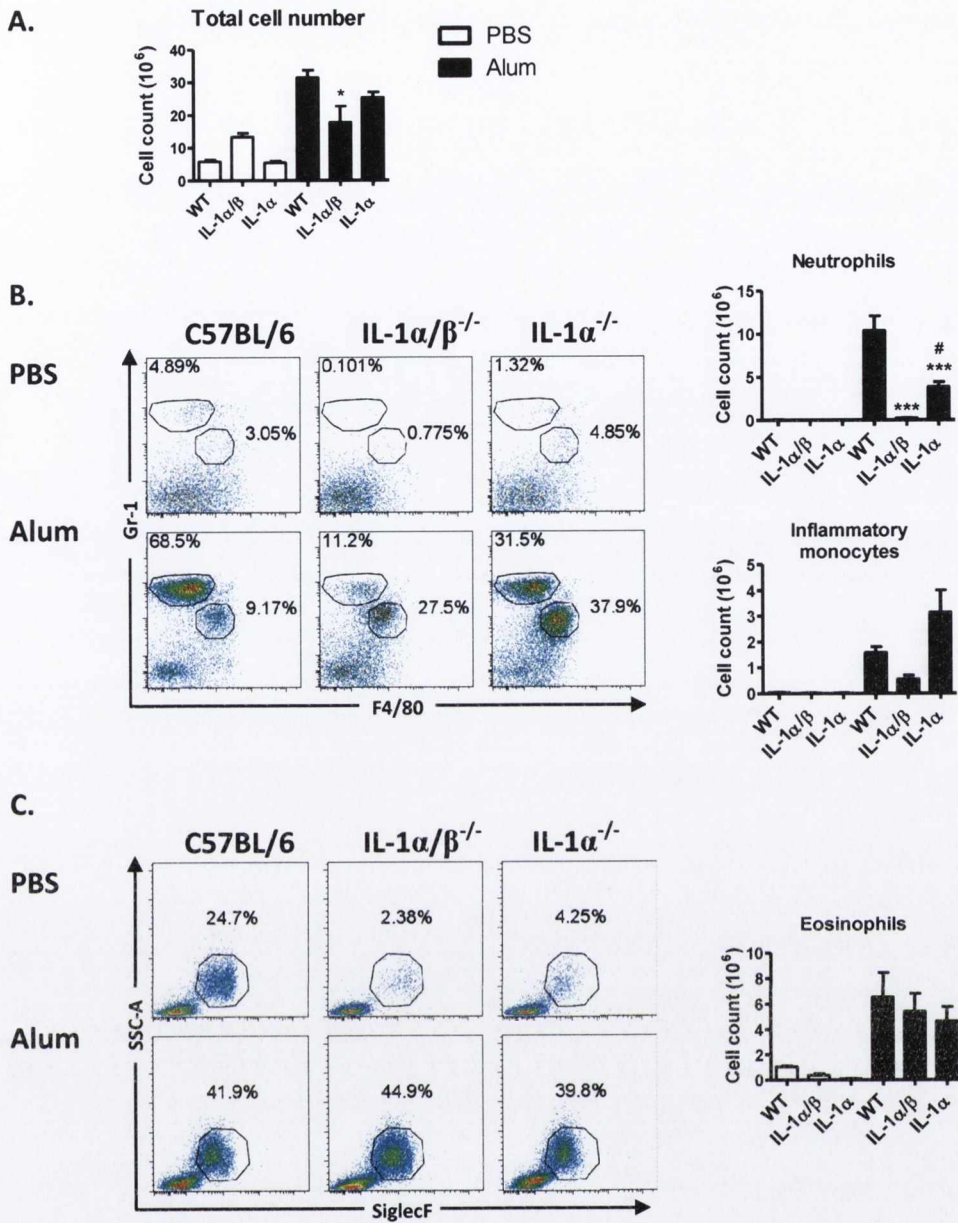 A.
Total cell number
PBS
Alum
Cell count (10⁶)
40
30
20
10
0
WT
IL-1α/β
IL-1α
WT
IL-1α/β
IL-1α
*
B.
C57BL/6
IL-1α/β-/-
IL-1α-/-
PBS
4.89%
3.05%
0.101%
0.775%
1.32%
4.85%
Alum
68.5%
9.17%
11.2%
27.5%
31.5%
37.9%
Gr-1
F4/80
Neutrophils
Cell count (10⁶)
15
10
5
0
***
#
***
WT
IL-1α/β
IL-1α
WT
IL-1α/β
IL-1α
Inflammatory
monocytes
Cell count (10⁶)
5
4
3
2
1
0
WT
IL-1α/β
IL-1α
WT
IL-1α/β
IL-1α
C.
C57BL/6
IL-1α/β-/-
IL-1α-/-
PBS
24.7%
2.38%
4.25%
Alum
41.9%
44.9%
39.8%
SSC-A
SiglecF
Eosinophils
Cell count (10⁶)
10
8
6
4
2
0
WT
IL-1α/β
IL-1α
WT
IL-1α/β
IL-1α